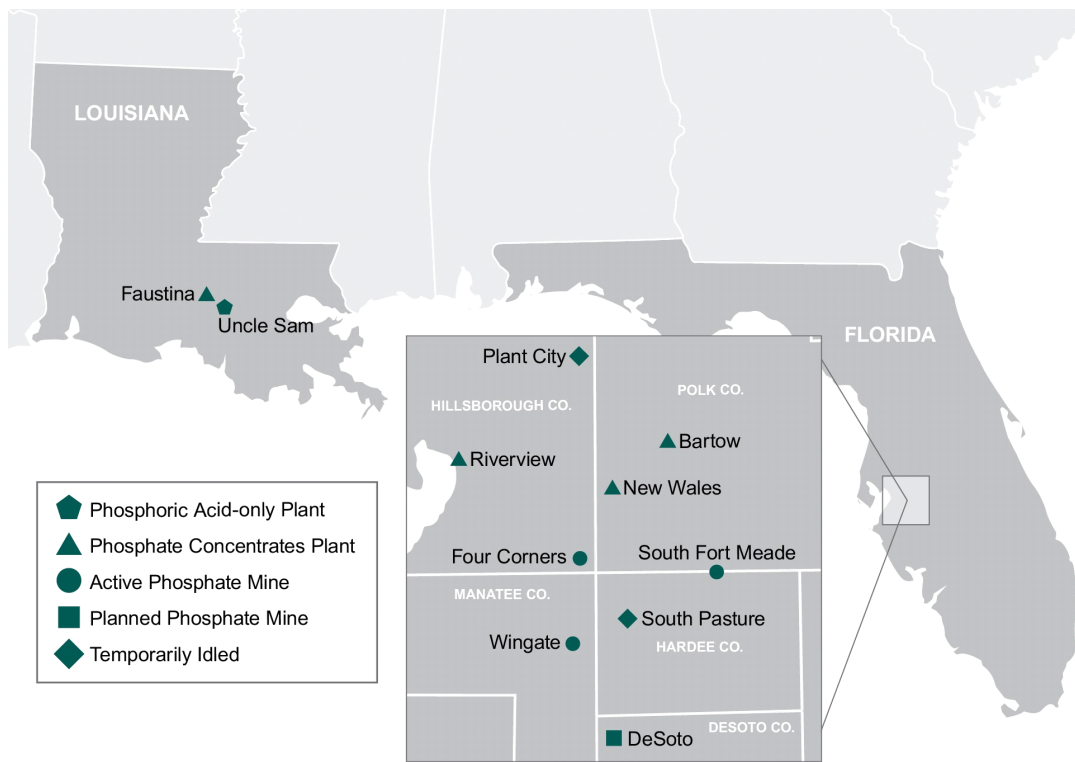 LOUISIANA
Faustina
Uncle Sam
FLORIDA
Plant City
POLK CO.
HILLSBOROUGH CO.
Bartow
Riverview
New Wales
Four Corners
South Fort Meade
MANATEE CO.
South Pasture
Wingate
HARDEE CO.
DESOTO CO.
DeSoto
Phosphoric Acid-only Plant
Phosphate Concentrates Plant
Active Phosphate Mine
Planned Phosphate Mine
Temporarily Idled